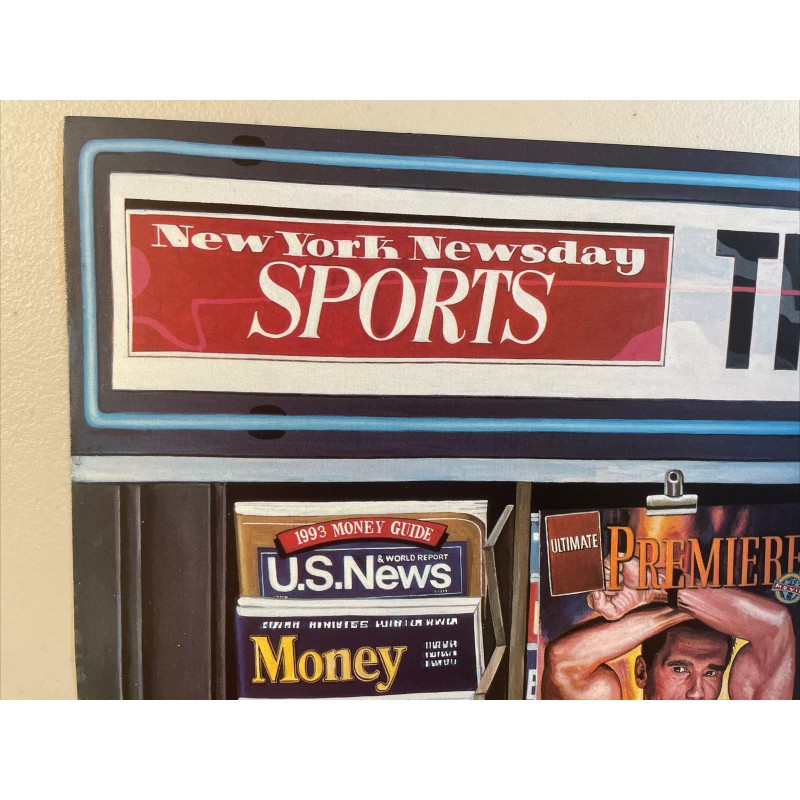 New York Newsday
SPORTS
1993 MONEY GUIDE
& WORLD REPORT
U.S.News
Money
ULTIMATE
PREMIERE